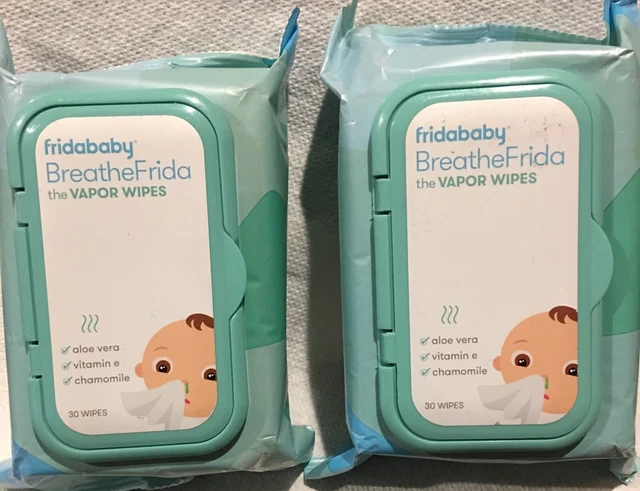 fridababy
BreatheFrida
the VAPOR WIPES
aloe vera
vitamin e
chamomile
30 WIPES
fridababy
BreatheFrida
the VAPOR WIPES
aloe vera
vitamin e
chamomile
30 WIPES